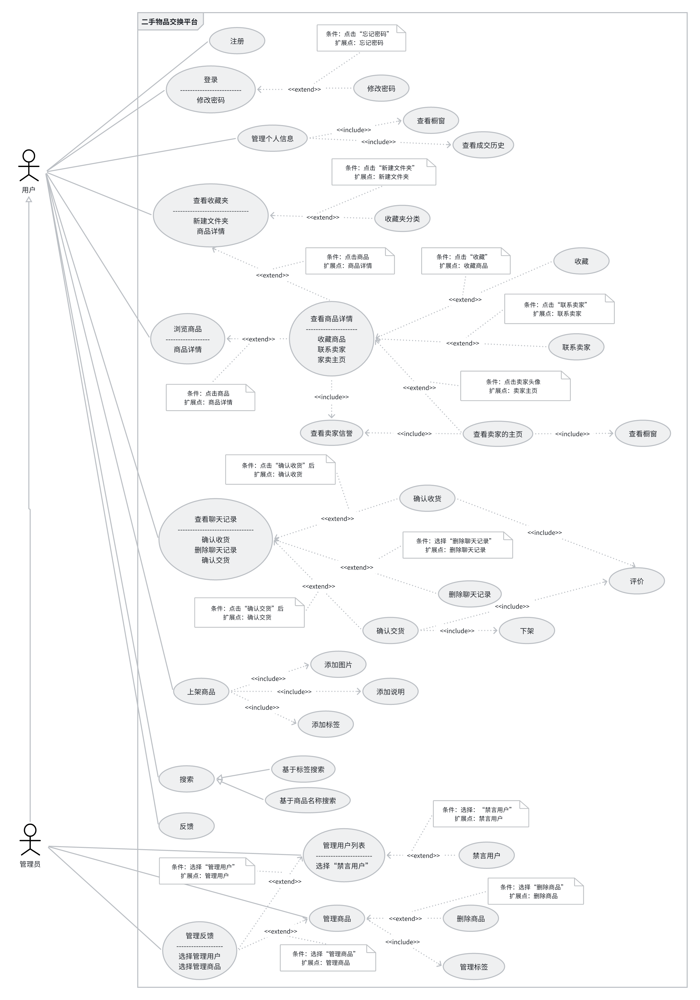 二手物品交换平台
注册
条件：点击“忘记密码”
扩展点：忘记密码
登录
-------------------------
修改密码
<<extend>>
修改密码
管理个人信息
<<include>>
查看橱窗
<<include>>
查看成交历史
用户
条件：点击“新建文件夹”
扩展点：新建文件夹
查看收藏夹
-------------------------------
新建文件夹
商品详情
<<extend>>
收藏夹分类
条件：点击商品
扩展点：商品详情
<<extend>>
条件：点击“收藏”
扩展点：收藏商品
收藏
<<extend>>
条件：点击“联系卖家”
扩展点：联系卖家
浏览商品
------------------
商品详情
<<extend>>
查看商品详情
---------------------
收藏商品
联系卖家
家卖主页
<<extend>>
联系卖家
条件：点击商品
扩展点：商品详情
<<extend>>
条件：点击卖家头像
扩展点：卖家主页
<<include>>
查看卖家信誉
<<include>>
查看卖家的主页
<<include>>
查看橱窗
条件：点击“确认收货”后
扩展点：确认收货
确认收货
<<extend>>
<<include>>
查看聊天记录
-------------------------------
确认收货
删除聊天记录
确认交货
条件：选择“删除聊天记录”
扩展点：删除聊天记录
<<extend>>
<<extend>>
删除聊天记录
评价
条件：点击“确认交货”后
扩展点：确认交货
<<include>>
确认交货
<<include>>
下架
添加图片
<<include>>
上架商品
<<include>>
添加说明
<<include>>
添加标签
搜索
基于标签搜索
基于商品名称搜索
反馈
条件：选择：“禁言用户”
扩展点：禁言用户
管理员
管理用户列表
-----------------------
选择“禁言用户”
<<extend>>
禁言用户
条件：选择“管理用户”
扩展点：管理用户
<<extend>>
条件：选择“删除商品”
扩展点：删除商品
管理商品
<<extend>>
删除商品
<<extend>>
<<include>>
管理反馈
-------------------
选择管理用户
选择管理商品
条件：选择“管理商品”
扩展点：管理商品
管理标签